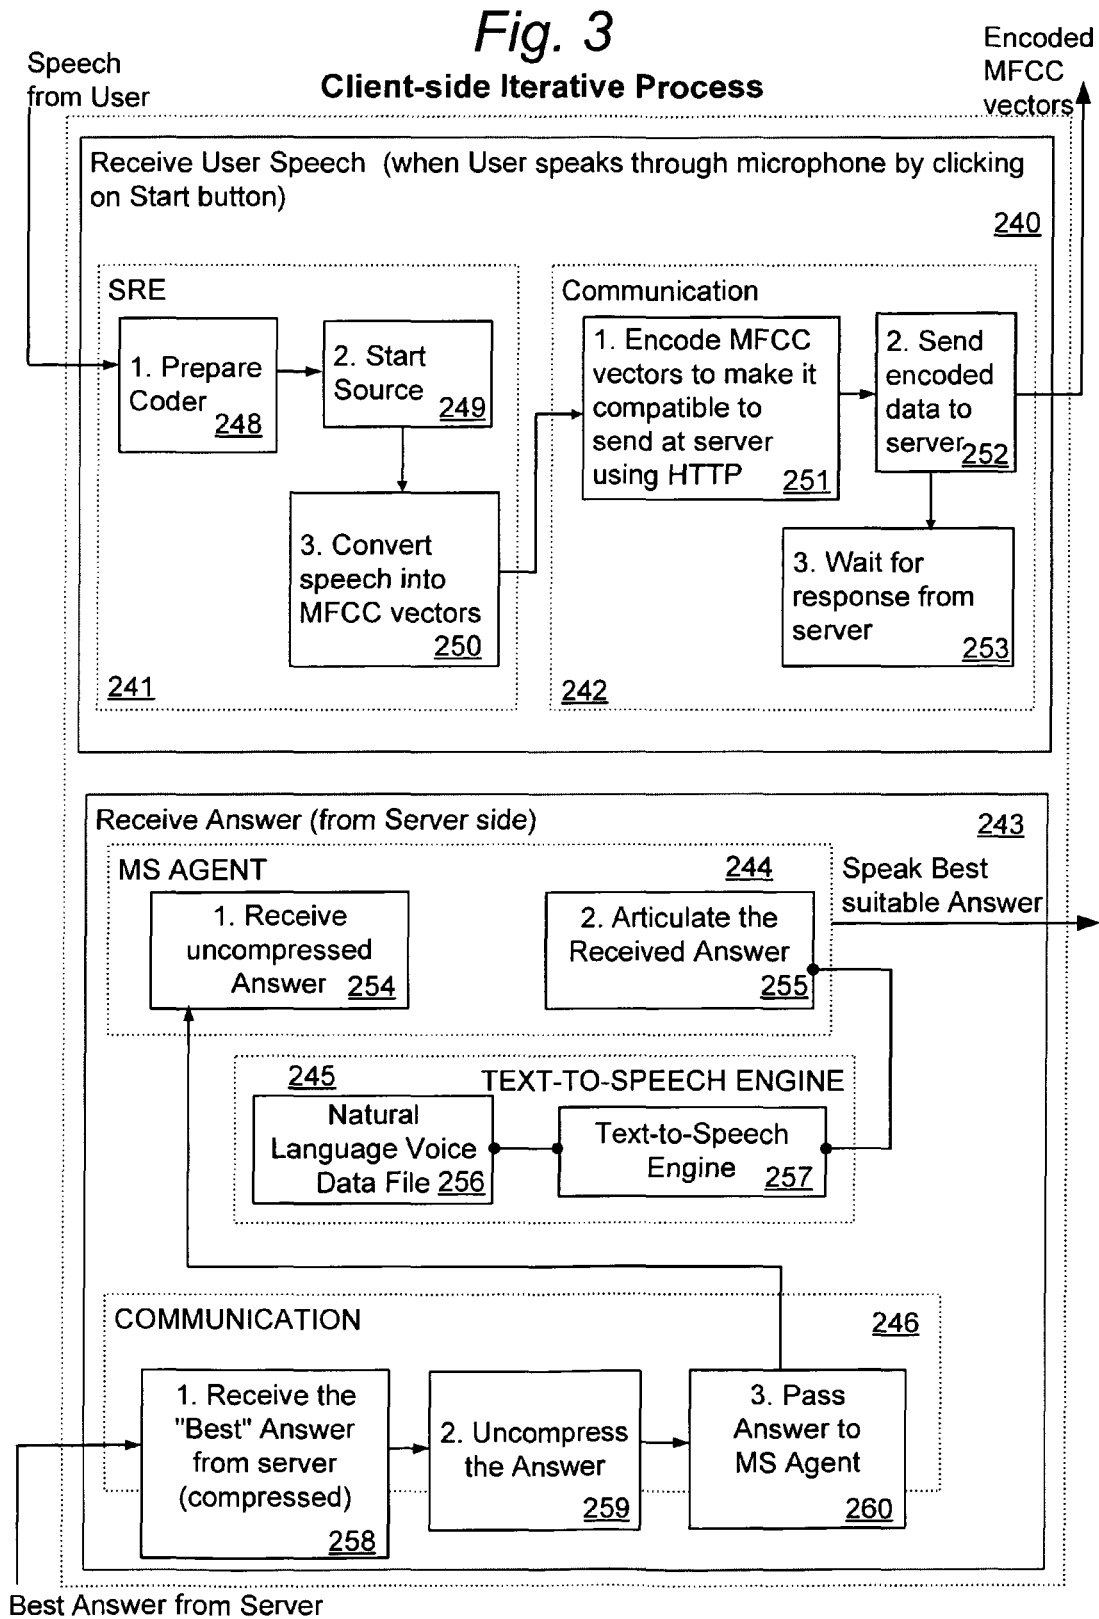 Fig. 3
Client-side Iterative Process
Speech
from User
Encoded
MFCC
vectors
Receive User Speech (when User speaks through microphone by clicking
on Start button)
240
SRE
1. Prepare
Coder
248
2. Start
Source
249
3. Convert
speech into
MFCC vectors
250
241
Communication
1. Encode MFCC
vectors to make it
compatible to
send at server
using HTTP
251
2. Send
encoded
data to
server
252
3. Wait for
response from
server
253
242
Receive Answer (from Server side)
243
MS AGENT
244
1. Receive
uncompressed
Answer
254
2. Articulate the
Received Answer
255
Speak Best
suitable Answer
245
TEXT-TO-SPEECH ENGINE
Natural
Language Voice
Data File 256
Text-to-Speech
Engine
257
COMMUNICATION
246
1. Receive the
"Best" Answer
from server
(compressed)
258
2. Uncompress
the Answer
259
3. Pass
Answer to
MS Agent
260
Best Answer from Server